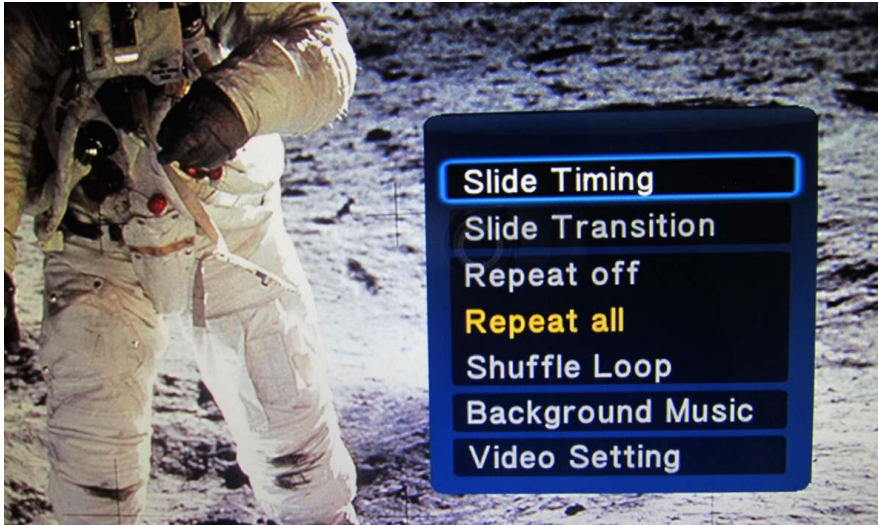 Slide Timing
Slide Transition
Repeat off
Repeat all
Shuffle Loop
Background Music
Video Setting